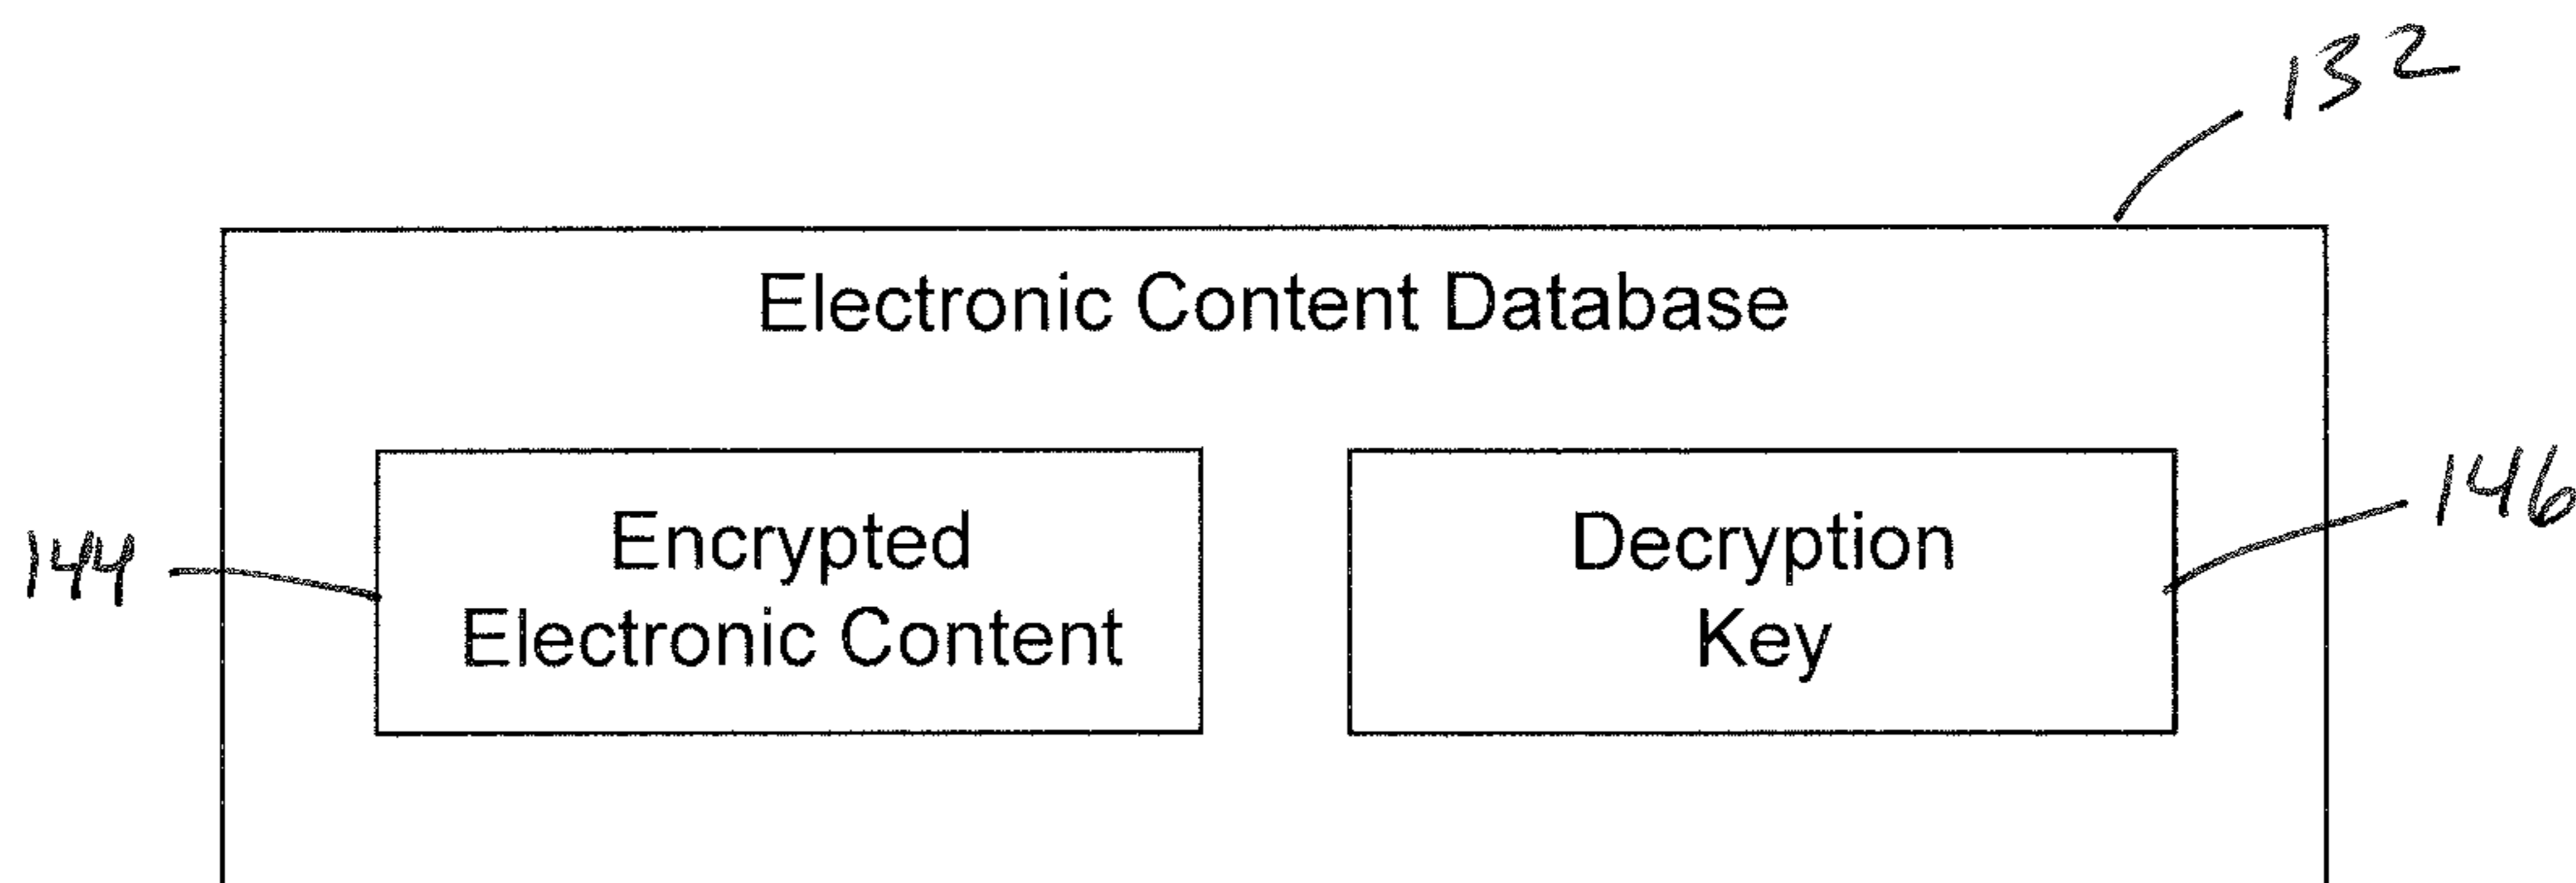 132
Electronic Content Database
144
Encrypted
Electronic Content
Decryption
Key
146